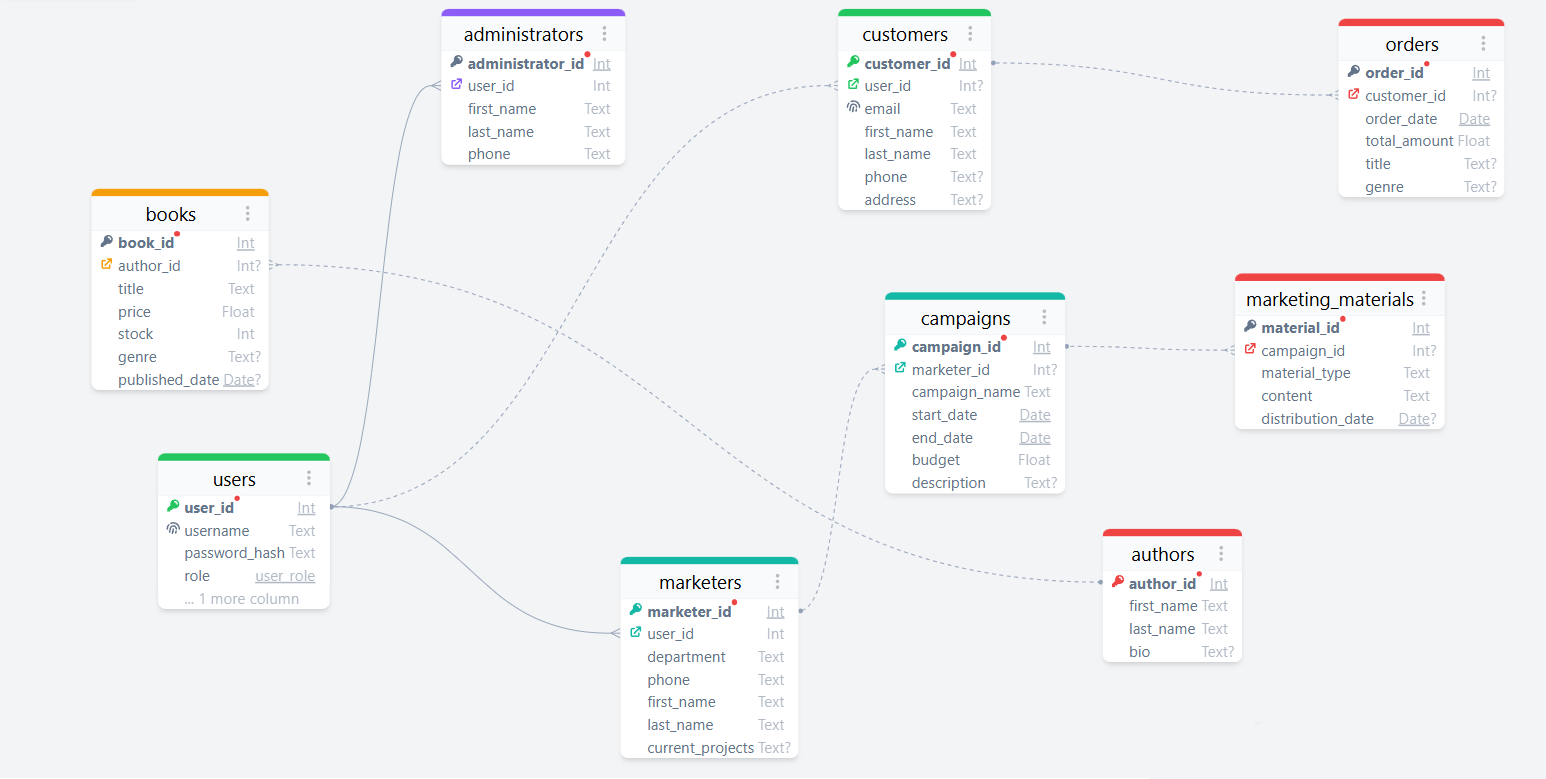 administrators
administrator_id Int
user_id Int
first_name Text
last_name Text
phone Text
customers
customer_id Int
user_id Int?
email Text
first_name Text
last_name Text
phone Text?
address Text?
orders
order_id Int
customer_id Int?
order_date Date
total_amount Float
title Text?
genre Text?
books
book_id Int
author_id Int?
title Text
price Float
stock Int
genre Text?
published_date Date?
campaigns
campaign_id Int
marketer_id Int?
campaign_name Text
start_date Date
end_date Date
budget Float
description Text?
marketing_materials
material_id Int
campaign_id Int?
material_type Text
content Text
distribution_date Date?
users
user_id Int
username Text
password_hash Text
role user_role
... 1 more column
marketers
marketer_id Int
user_id Int
department Text
phone Text
first_name Text
last_name Text
current_projects Text?
authors
author_id Int
first_name Text
last_name Text
bio Text?